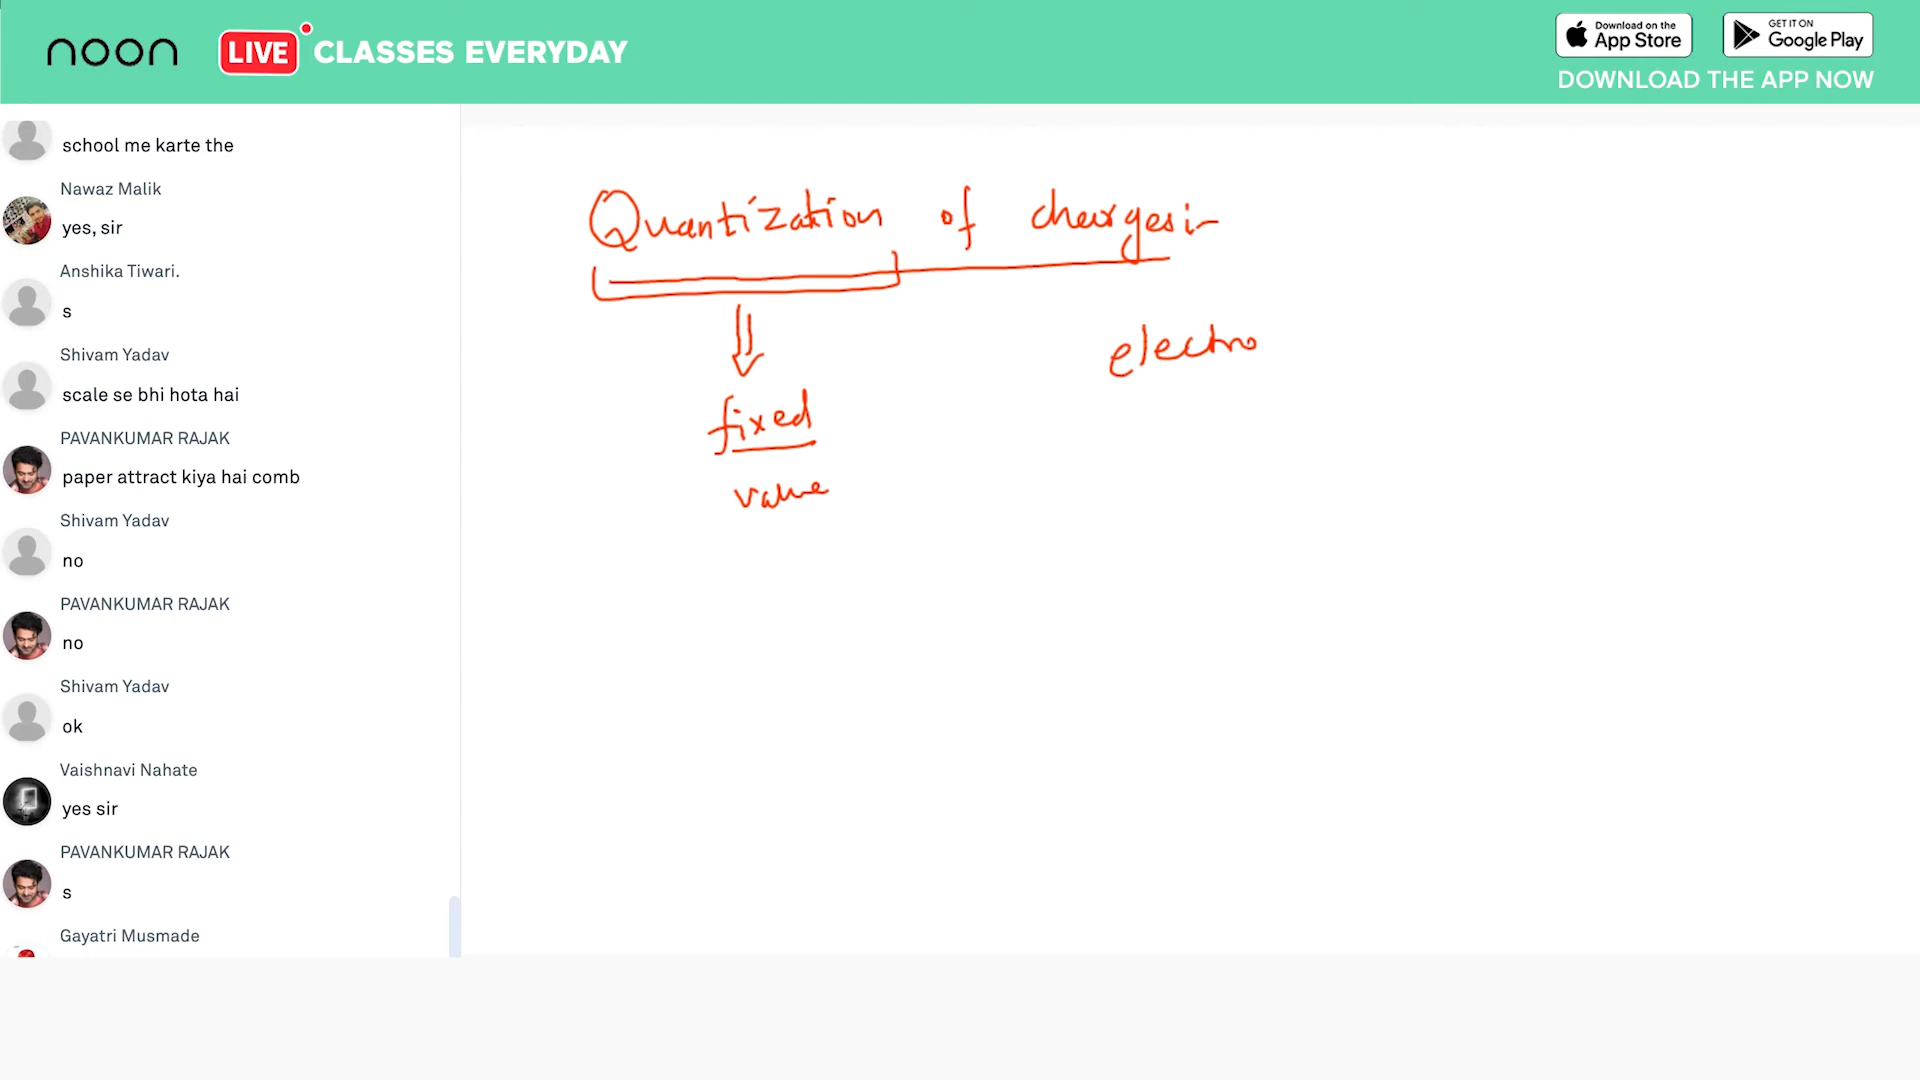 noon LIVE CLASSES EVERYDAY
Download on the App Store
GET IT ON Google Play
DOWNLOAD THE APP NOW
school me karte the
Nawaz Malik
yes, sir
Anshika Tiwari.
s
Shivam Yadav
scale se bhi hota hai
PAVANKUMAR RAJAK
paper attract kiya hai comb
Shivam Yadav
no
PAVANKUMAR RAJAK
no
Shivam Yadav
ok
Vaishnavi Nahate
yes sir
PAVANKUMAR RAJAK
s
Gayatri Musmade
Quantization of charges:-
electro
fixed
value